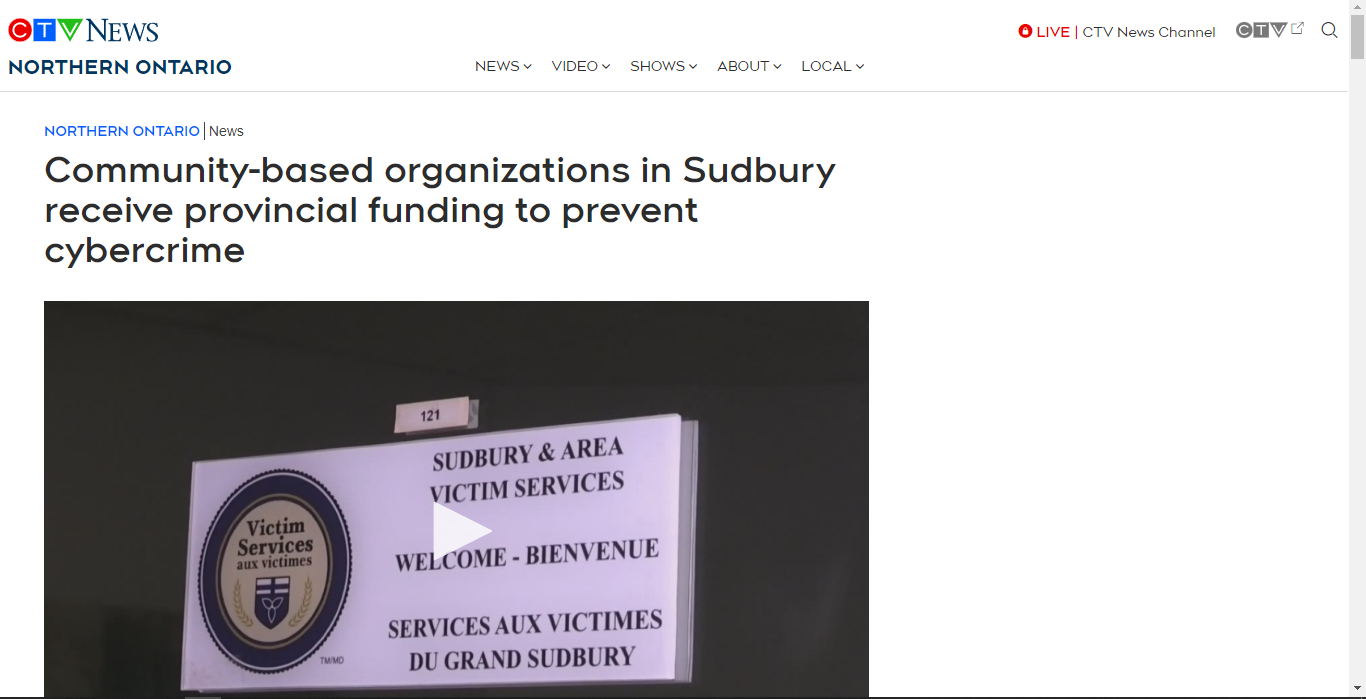 CTV NEWS
LIVE | CTV News Channel
CTV
NORTHERN ONTARIO
NEWS VIDEO SHOWS ABOUT LOCAL
NORTHERN ONTARIO | News
Community-based organizations in Sudbury
receive provincial funding to prevent
cybercrime
121
SUDBURY & AREA
VICTIM SERVICES
WELCOME - BIENVENUE
SERVICES AUX VICTIMES
DU GRAND SUDBURY
Victim
Services
aux victimes
TM/MD